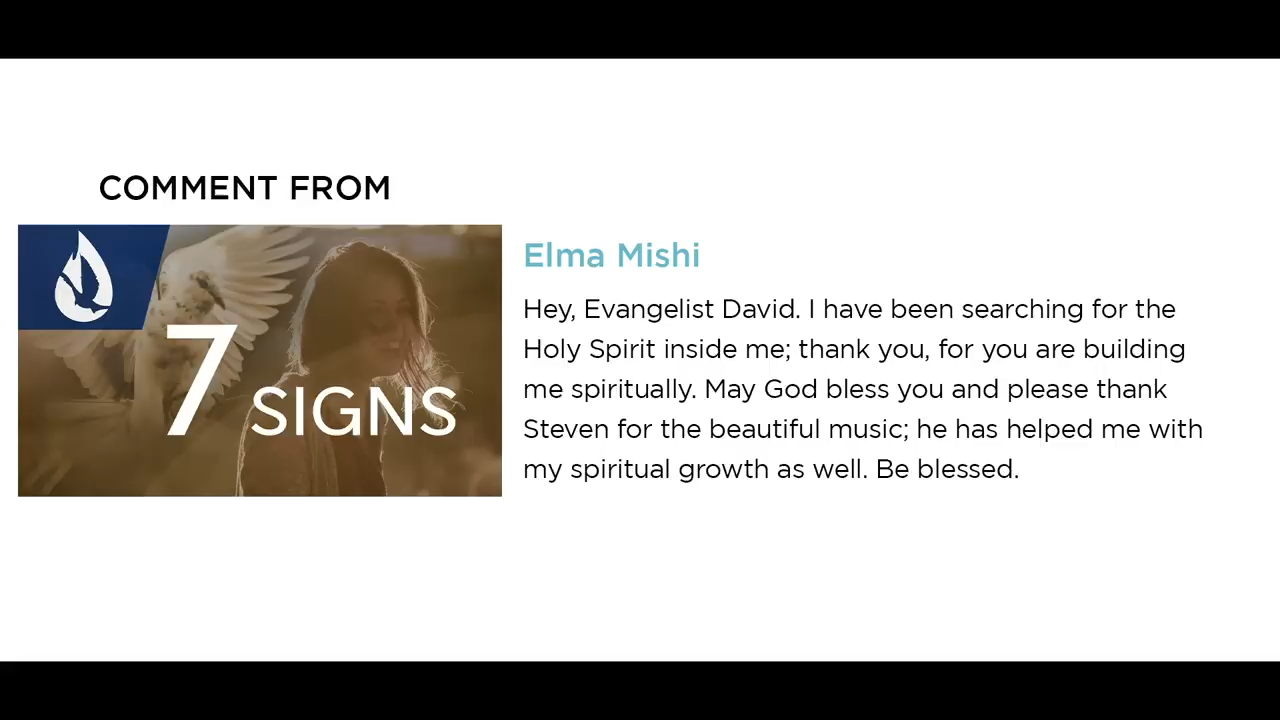 COMMENT FROM
7 SIGNS
Elma Mishi
Hey, Evangelist David. I have been searching for the
Holy Spirit inside me; thank you, for you are building
me spiritually. May God bless you and please thank
Steven for the beautiful music; he has helped me with
my spiritual growth as well. Be blessed.